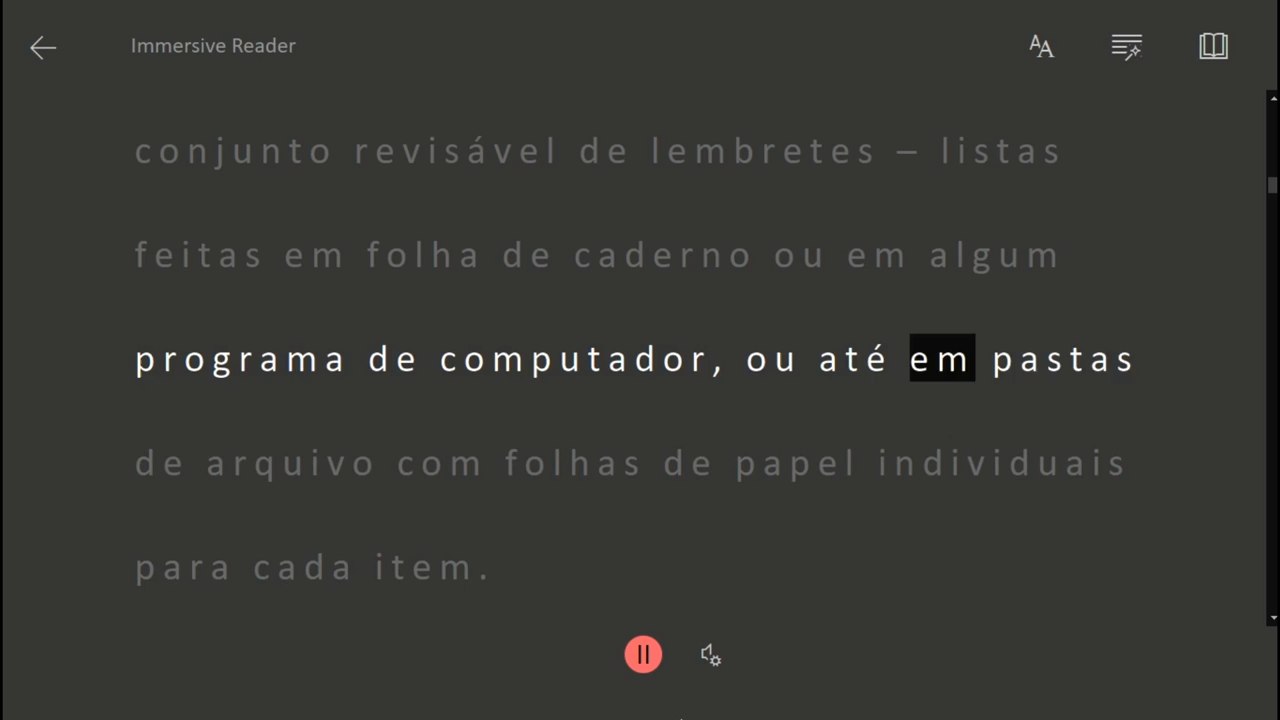 Immersive Reader
conjunto revisável de lembretes – listas
feitas em folha de caderno ou em algum
programa de computador, ou até em pastas
de arquivo com folhas de papel individuais
para cada item.